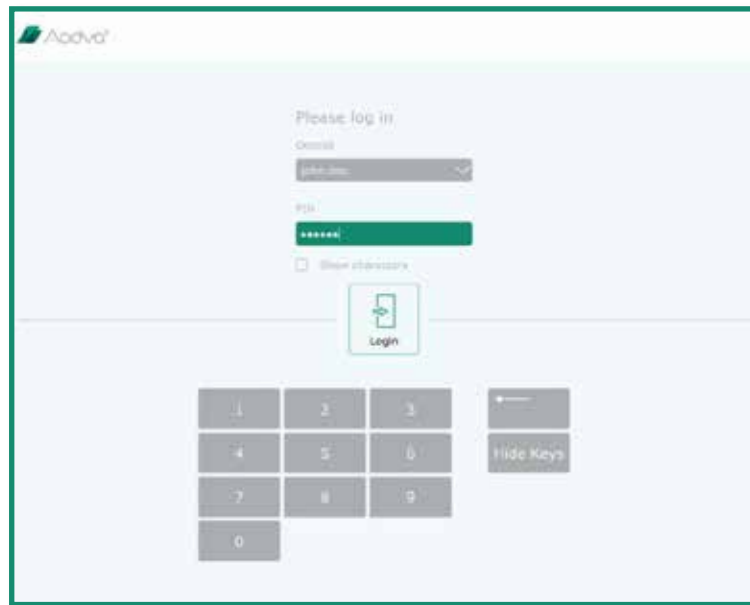 Aadva®
Please log in
john.doe
PIN
••••••
Show characters
Login
1 2 3
4 5 6 Hide Keys
7 8 9
0